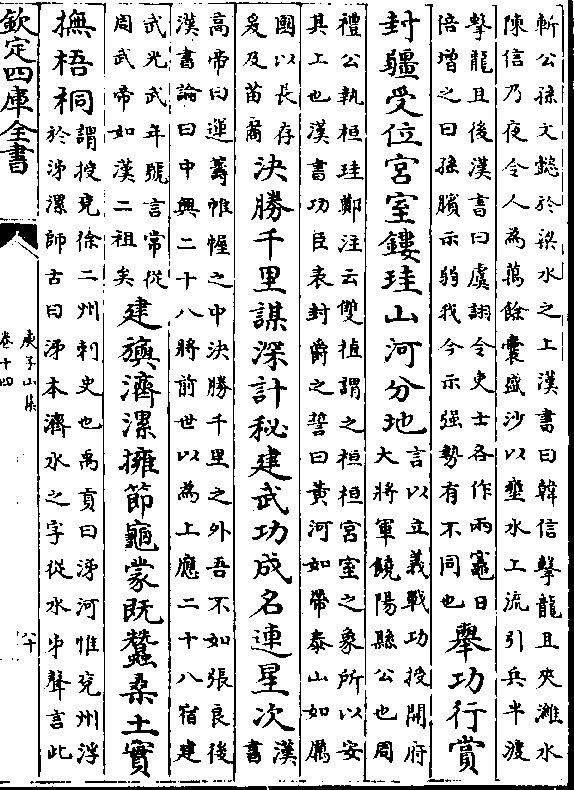 斬公孫文懿於梁水之上漢書曰韓信擊龍且夾濰水
陳信乃夜令人為萬餘囊盛沙以壅水上流引兵半渡
擊龍且後漢書曰虞詡令吏士各作兩竈日
倍增之曰孫臏示弱我今示强勢有不同也
舉功行賞
封疆受位宮室鏤珪山河分地
言以立義戰功授開府
大將軍饒陽縣公也周
禮公執桓珪鄭注云雙植謂之桓桓宮室之象所以安
其上也漢書功臣表封爵之誓曰黄河如帶泰山如厲
國以長存
爰及苗裔
決勝千里謀深計秘建武功成名連星次
漢
書
高帝曰運籌帷幄之中決勝千里之外吾不如張良後
漢書論曰中興二十八將前世以為上應二十八宿建
武光武年號言常從
周武帝如漢二祖矣
建旟濟漯擁節龜蒙既蠶桑土實
撫梧桐
謂授兖徐二州刺史也禹貢曰泲河惟兖州浮
於泲漯師古曰泲本濟水之字從水𠂔聲言此
欽定四庫全書
庾子山集
卷十四